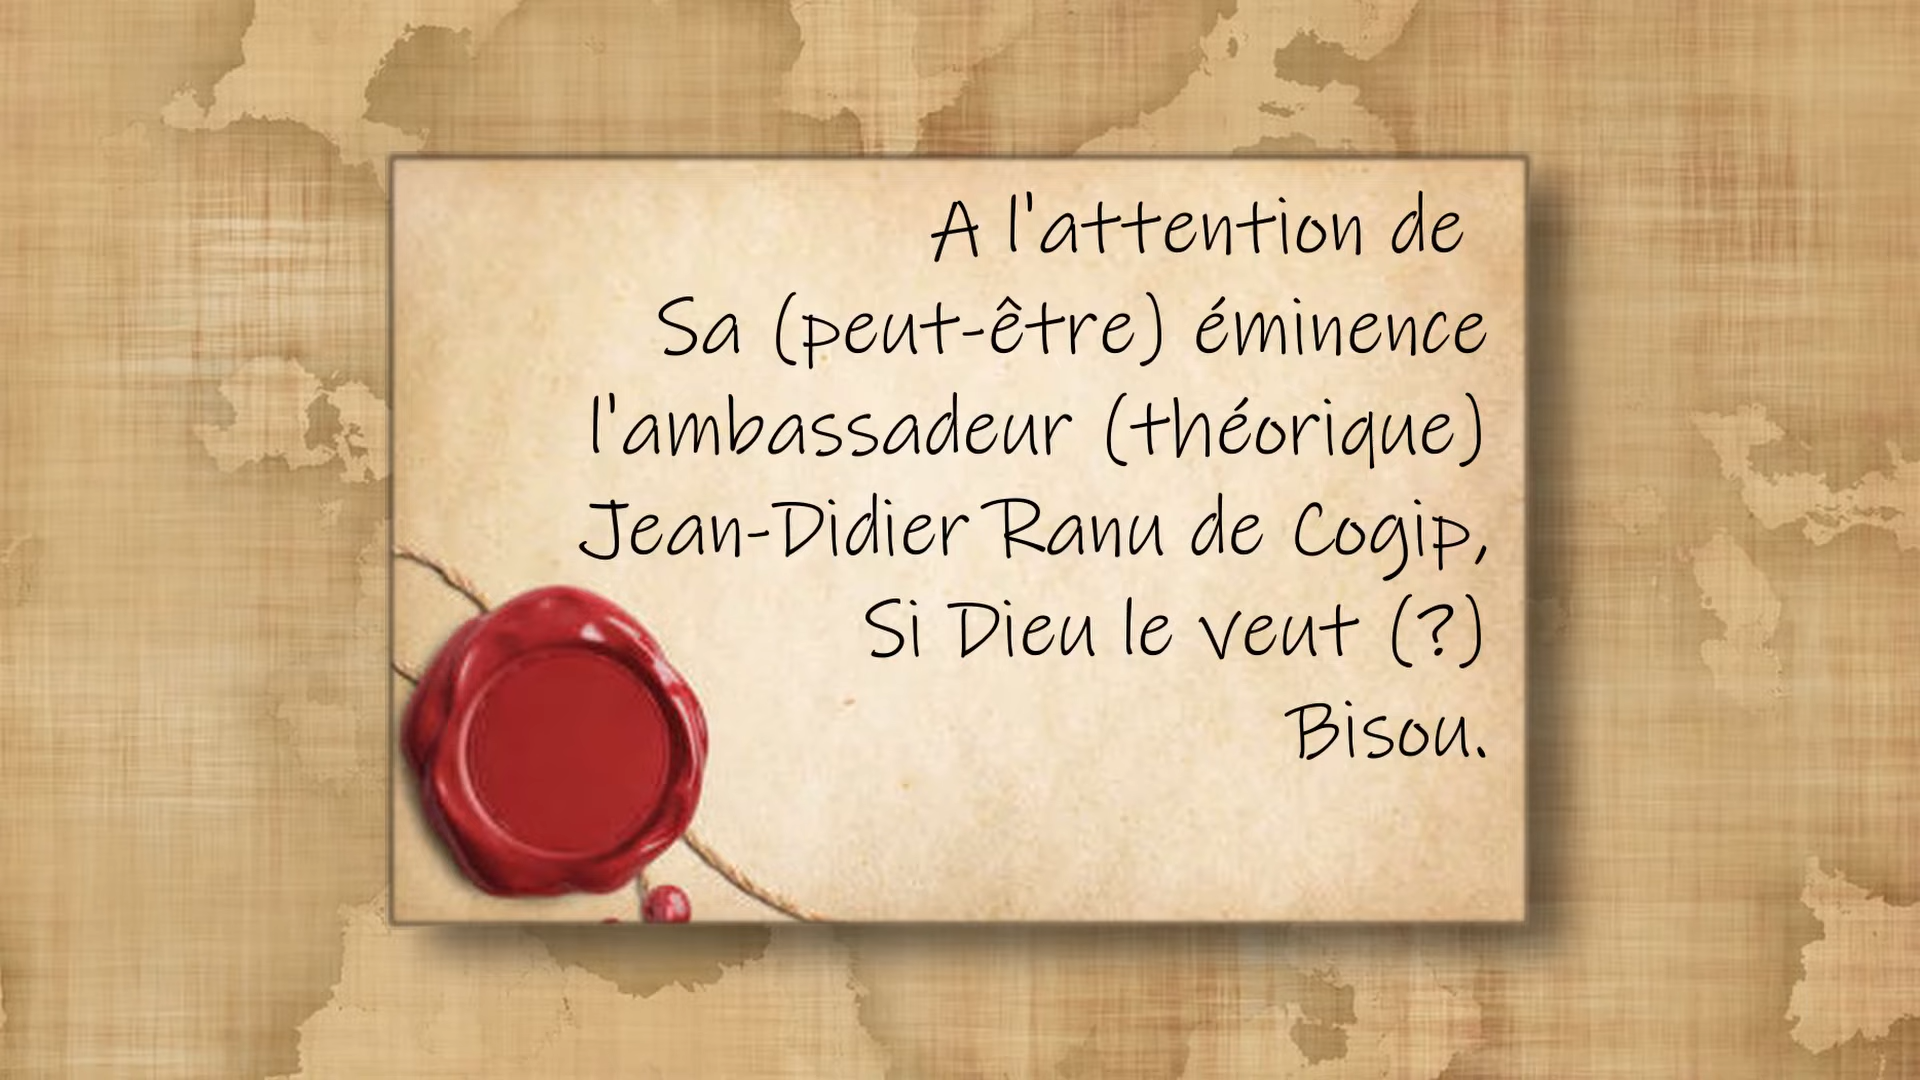 A l'attention de
Sa (peut-être) éminence
l'ambassadeur (théorique)
Jean-Didier Ranu de Cogip,
Si Dieu le veut (?)
Bisou.